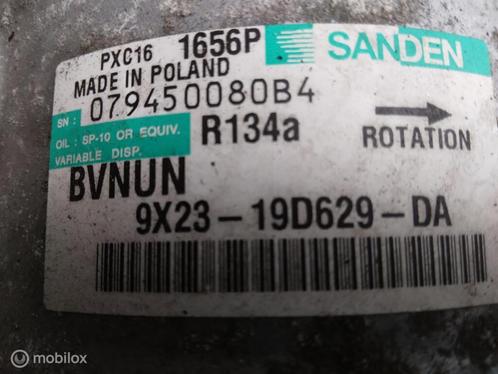 PXC16 1656P SANDEN
MADE IN POLAND
SN : 079450080B4
OIL : SP-10 OR EQUIV. R134a ROTATION
VARIABLE DISP.
BVNUN
9X23-19D629-DA
mobilox